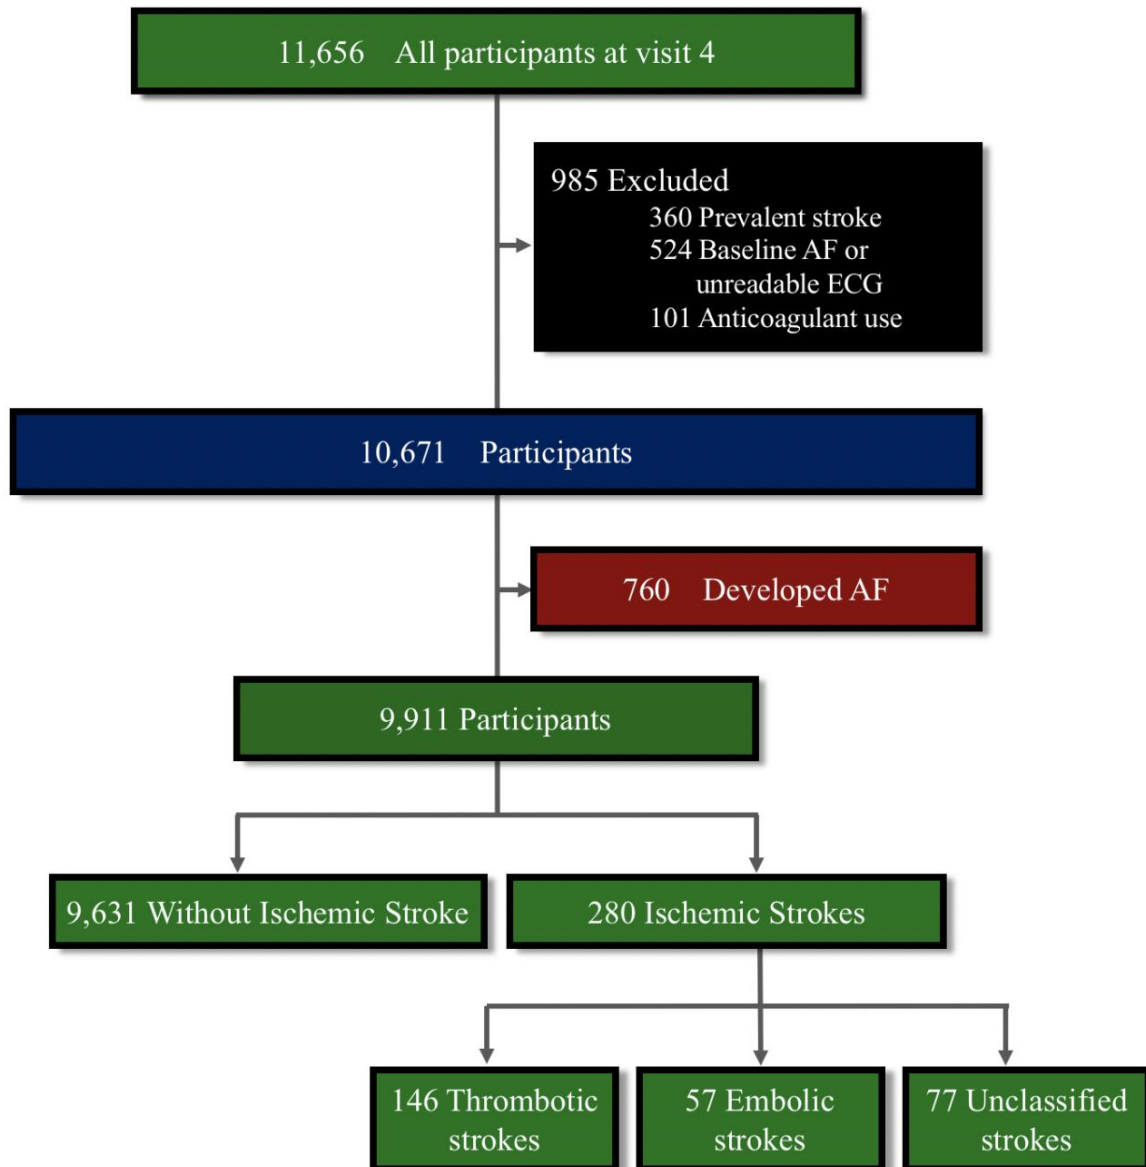 11,656 All participants at visit 4
985 Excluded
360 Prevalent stroke
524 Baseline AF or
unreadable ECG
101 Anticoagulant use
10,671 Participants
760 Developed AF
9,911 Participants
9,631 Without Ischemic Stroke
280 Ischemic Strokes
146 Thrombotic
strokes
57 Embolic
strokes
77 Unclassified
strokes